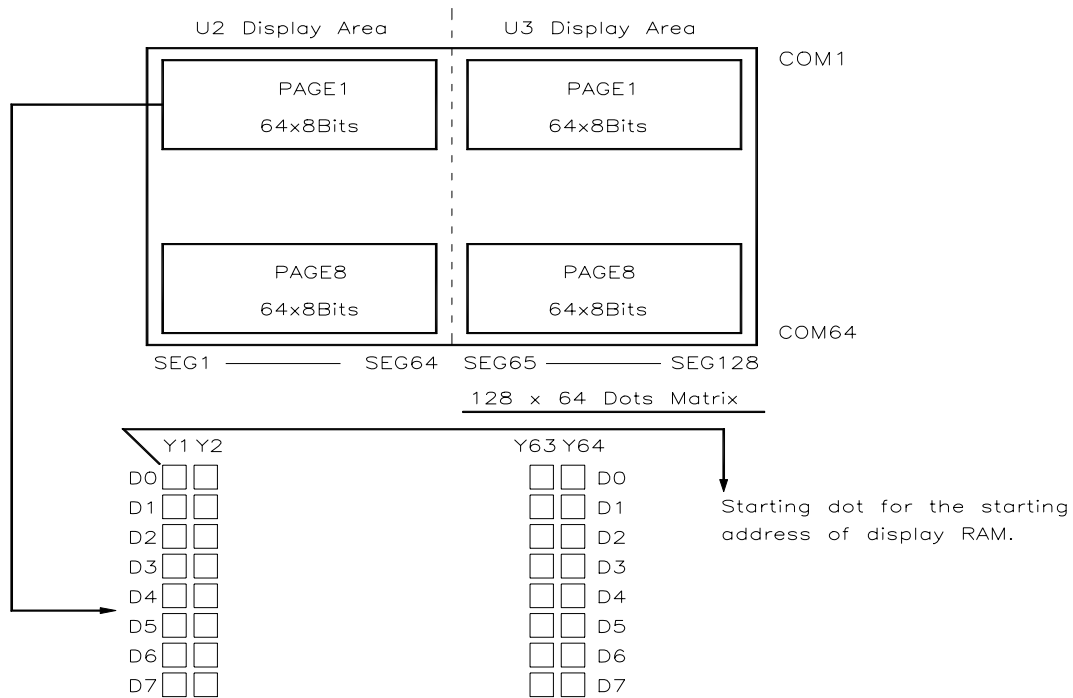 U2 Display Area
U3 Display Area
COM1
PAGE1
64x8Bits
PAGE1
64x8Bits
PAGE8
64x8Bits
PAGE8
64x8Bits
COM64
SEG1
SEG64
SEG65
SEG128
128 x 64 Dots Matrix
Y1 Y2
Y63 Y64
D0
D0
D1
D1
D2
D2
D3
D3
D4
D4
D5
D5
D6
D6
D7
D7
Starting dot for the starting
address of display RAM.